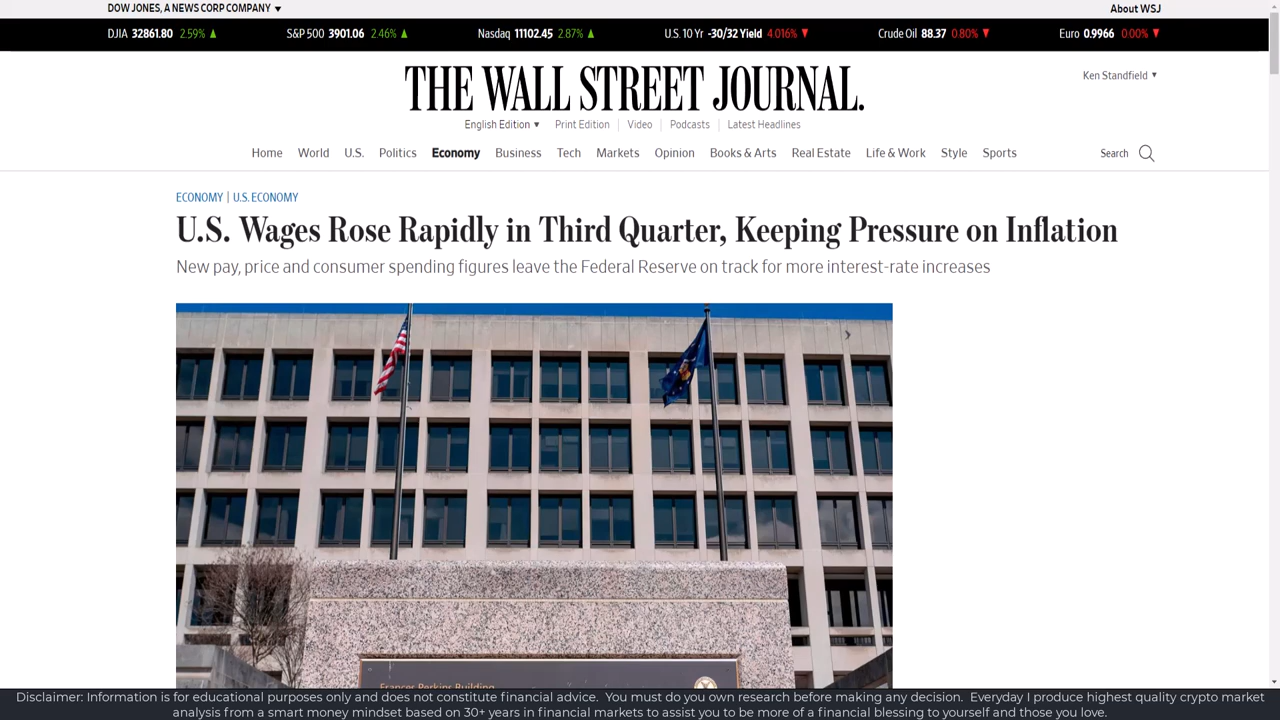 DOW JONES, A NEWS CORP COMPANY
About WSJ
DJIA 32861.80 2.59% S&P 500 3901.06 2.46% Nasdaq 11102.45 2.87% U.S. 10 Yr -30/32 Yield 4.016% Crude Oil 88.37 0.80% Euro 0.9966 0.00%
THE WALL STREET JOURNAL.
Ken Standfield
English Edition Print Edition Video Podcasts Latest Headlines
Home World U.S. Politics Economy Business Tech Markets Opinion Books & Arts Real Estate Life & Work Style Sports Search
ECONOMY | U.S. ECONOMY
U.S. Wages Rose Rapidly in Third Quarter, Keeping Pressure on Inflation
New pay, price and consumer spending figures leave the Federal Reserve on track for more interest-rate increases
Frances Perkins Building
Disclaimer: Information is for educational purposes only and does not constitute financial advice. You must do you own research before making any decision. Everyday I produce highest quality crypto market
analysis from a smart money mindset based on 30+ years in financial markets to assist you to be more of a financial blessing to yourself and those you love.